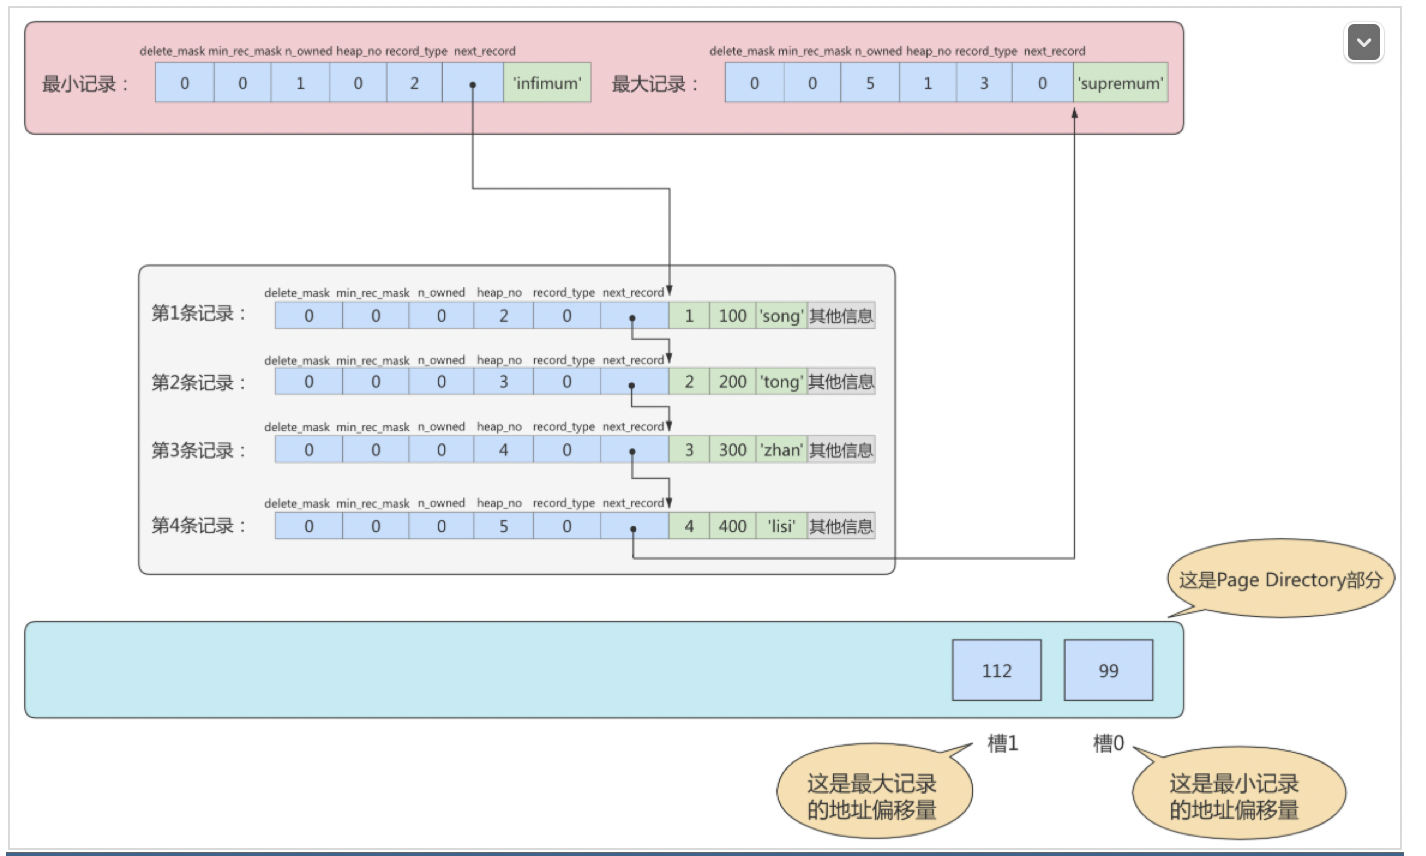 delete_mask min_rec_mask n_owned heap_no record_type next_record
最小记录： 0 0 1 0 2 'infimum'
delete_mask min_rec_mask n_owned heap_no record_type next_record
最大记录： 0 0 5 1 3 0 'supremum'
delete_mask min_rec_mask n_owned heap_no record_type next_record
第1条记录： 0 0 0 2 0 1 100 'song' 其他信息
delete_mask min_rec_mask n_owned heap_no record_type next_record
第2条记录： 0 0 0 3 0 2 200 'tong' 其他信息
delete_mask min_rec_mask n_owned heap_no record_type next_record
第3条记录： 0 0 0 4 0 3 300 'zhan' 其他信息
delete_mask min_rec_mask n_owned heap_no record_type next_record
第4条记录： 0 0 0 5 0 4 400 'lisi' 其他信息
这是Page Directory部分
112 99
槽1 槽0
这是最大记录
的地址偏移量
这是最小记录
的地址偏移量